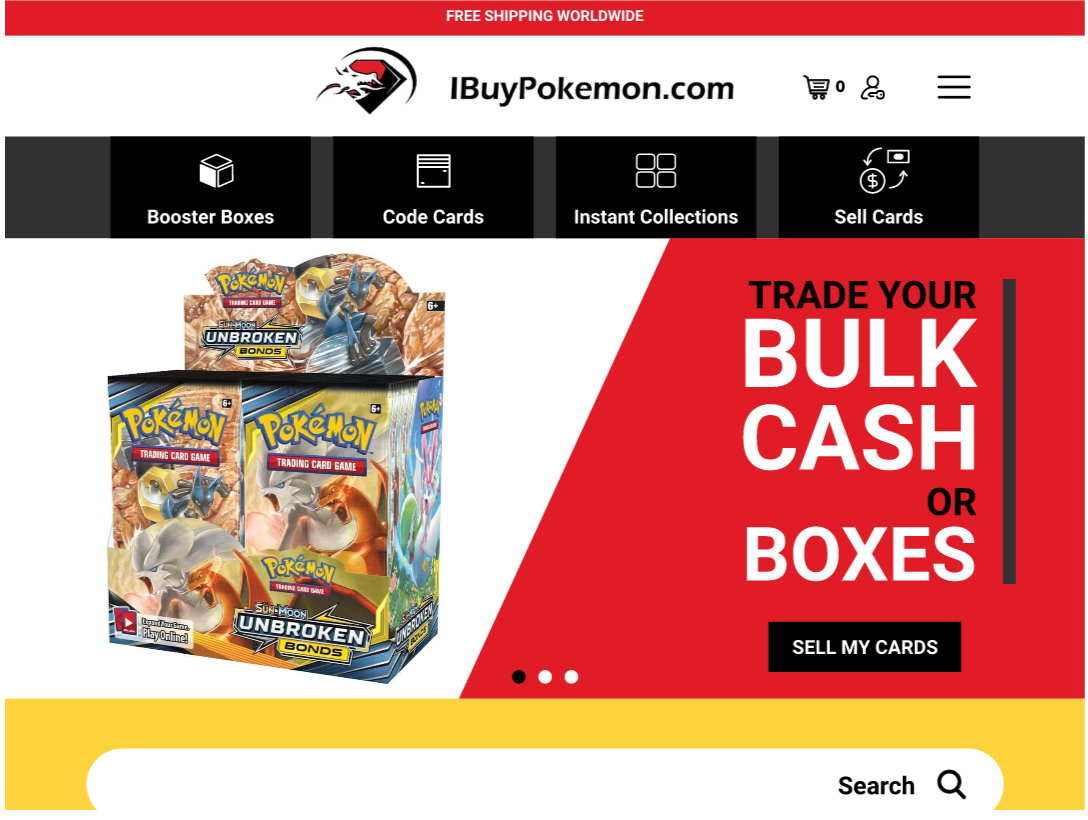 FREE SHIPPING WORLDWIDE
IBuyPokemon.com
0
Booster Boxes
Code Cards
Instant Collections
Sell Cards
POKéMON
TRADING CARD GAME
6+
SUN & MOON
UNBROKEN
BONDS
6+
POKéMON
TRADING CARD GAME
6+
POKéMON
TRADING CARD GAME
POKéMON
POKéMON
TRADING CARD GAME
SUN & MOON
UNBROKEN
BONDS
UNBROKEN
BONDS
Expand Your Game.
Play Online!
TRADE YOUR
BULK
CASH
OR
BOXES
SELL MY CARDS
Search